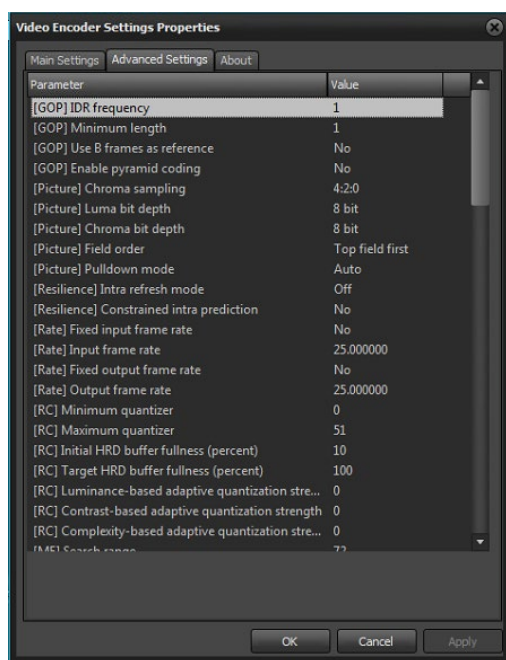 Video Encoder Settings Properties
Main Settings Advanced Settings About
Parameter Value
[GOP] IDR frequency 1
[GOP] Minimum length 1
[GOP] Use B frames as reference No
[GOP] Enable pyramid coding No
[Picture] Chroma sampling 4:2:0
[Picture] Luma bit depth 8 bit
[Picture] Chroma bit depth 8 bit
[Picture] Field order Top field first
[Picture] Pulldown mode Auto
[Resilience] Intra refresh mode Off
[Resilience] Constrained intra prediction No
[Rate] Fixed input frame rate No
[Rate] Input frame rate 25.000000
[Rate] Fixed output frame rate No
[Rate] Output frame rate 25.000000
[RC] Minimum quantizer 0
[RC] Maximum quantizer 51
[RC] Initial HRD buffer fullness (percent) 10
[RC] Target HRD buffer fullness (percent) 100
[RC] Luminance-based adaptive quantization stre... 0
[RC] Contrast-based adaptive quantization strength 0
[RC] Complexity-based adaptive quantization stre... 0
[ME] Search range 72
OK Cancel Apply